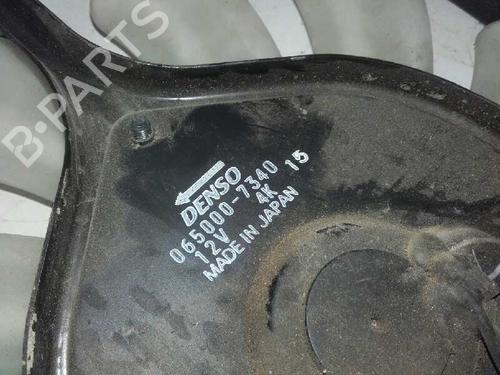 B-PARTS
DENSO
065000-7340 15
12V 4K
MADE IN JAPAN